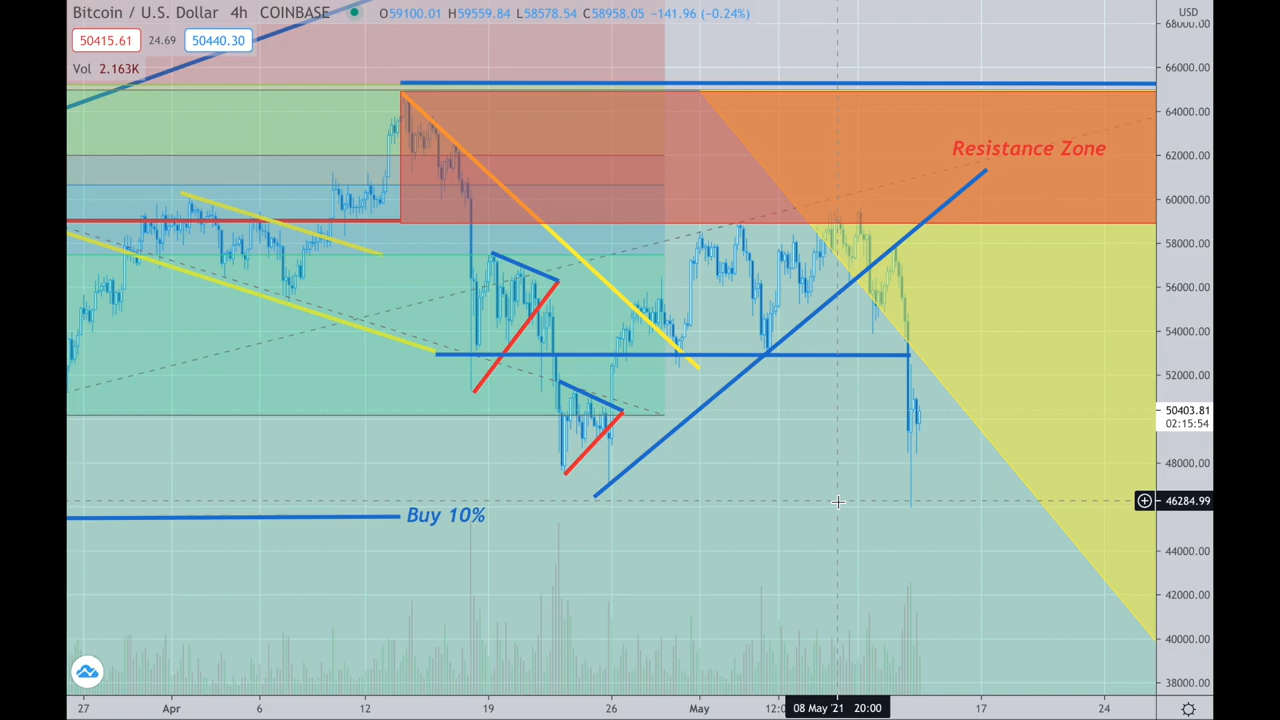 Bitcoin / U.S. Dollar 4h COINBASE O59100.01 H59559.84 L58578.54 C58958.05 −141.96 (−0.24%)
USD
68000.00
50415.61 24.69 50440.30
Vol 2.163K
66000.00
64000.00
Resistance Zone
62000.00
60000.00
58000.00
56000.00
54000.00
52000.00
50403.81
02:15:54
48000.00
46284.99
Buy 10%
44000.00
42000.00
40000.00
38000.00
27 Apr 6 12 19 26 May 12:0 08 May '21 20:00 17 24